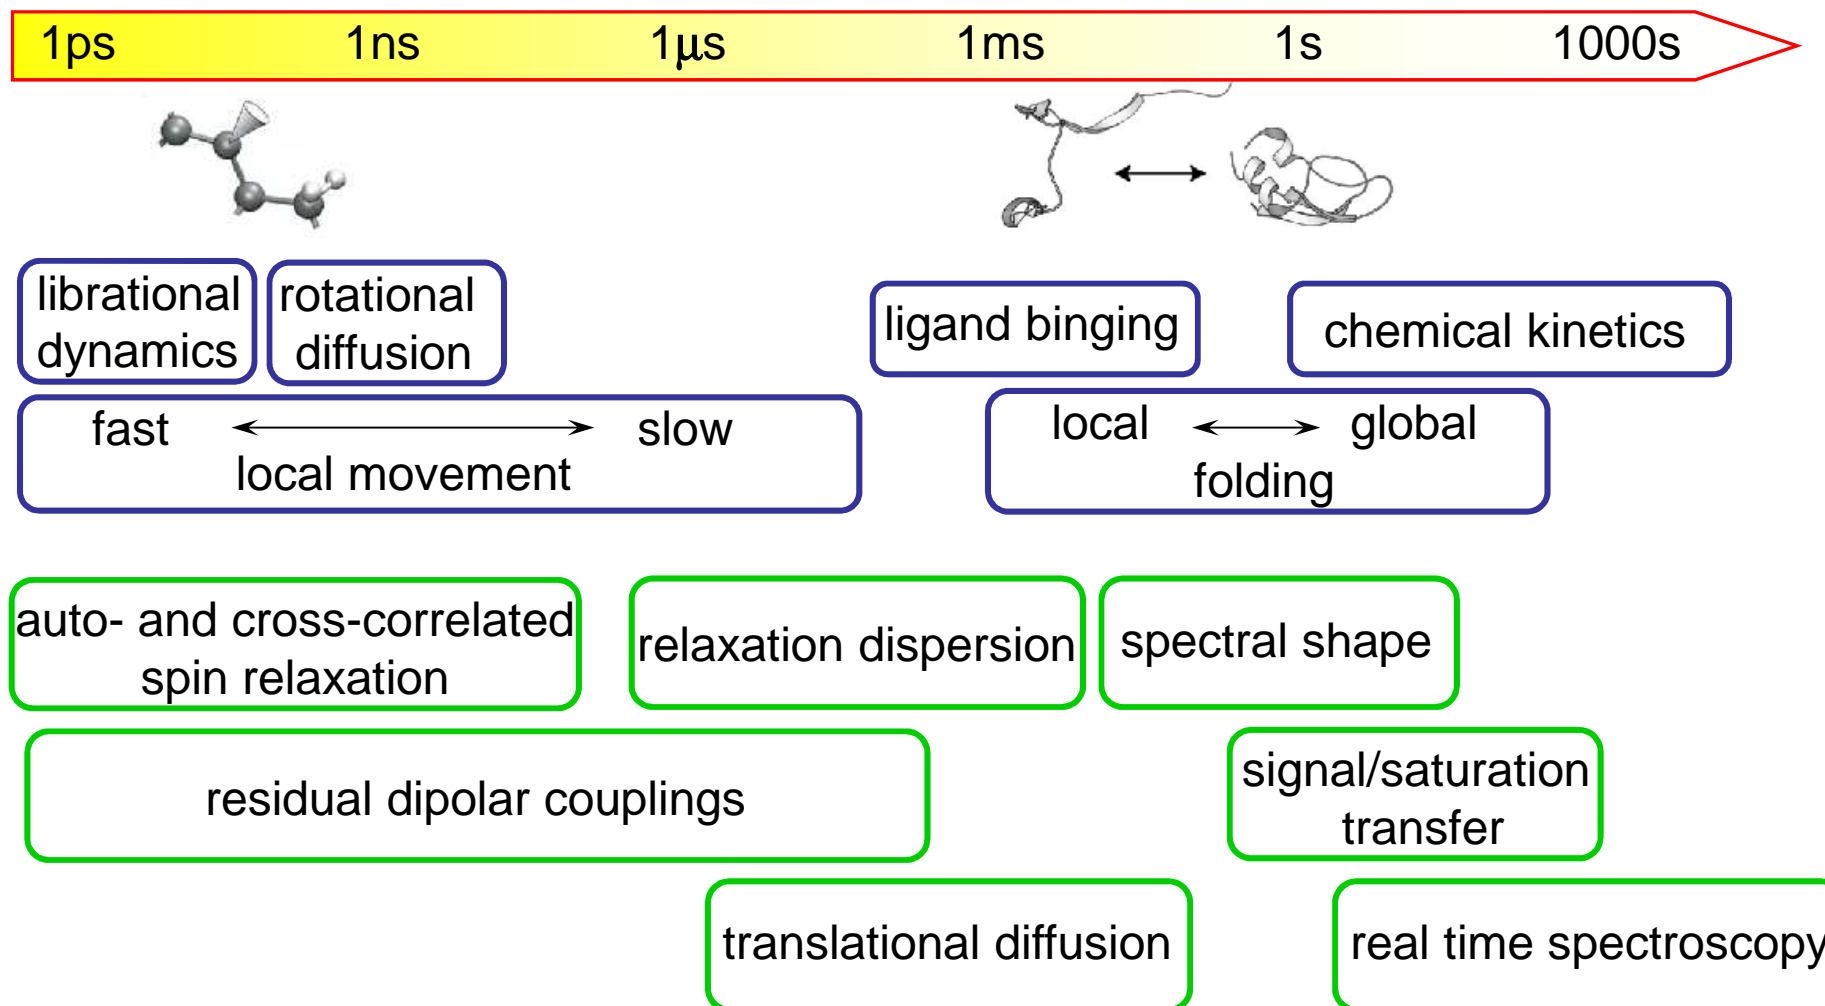 1ps 1ns 1μs 1ms 1s 1000s
librational
dynamics
rotational
diffusion
ligand binging
chemical kinetics
fast slow
local movement
local global
folding
auto- and cross-correlated
spin relaxation
relaxation dispersion
spectral shape
residual dipolar couplings
signal/saturation
transfer
translational diffusion
real time spectroscopy